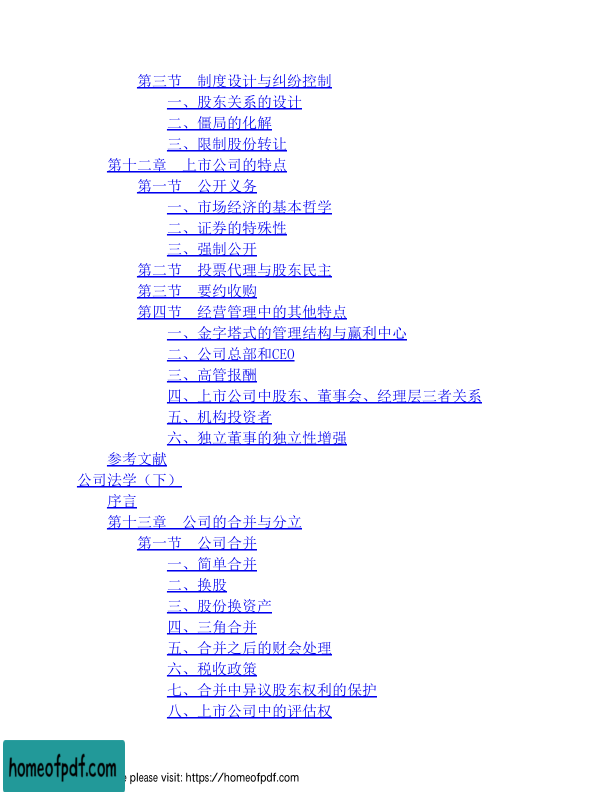 第三节　制度设计与纠纷控制
一、股东关系的设计
二、僵局的化解
三、限制股份转让
第十二章　上市公司的特点
第一节　公开义务
一、市场经济的基本哲学
二、证券的特殊性
三、强制公开
第二节　投票代理与股东民主
第三节　要约收购
第四节　经营管理中的其他特点
一、金字塔式的管理结构与赢利中心
二、公司总部和CEO
三、高管报酬
四、上市公司中股东、董事会、经理层三者关系
五、机构投资者
六、独立董事的独立性增强
参考文献
公司法学（下）
序言
第十三章　公司的合并与分立
第一节　公司合并
一、简单合并
二、换股
三、股份换资产
四、三角合并
五、合并之后的财会处理
六、税收政策
七、合并中异议股东权利的保护
八、上市公司中的评估权
homeofpdf.com
please visit: https://homeofpdf.com